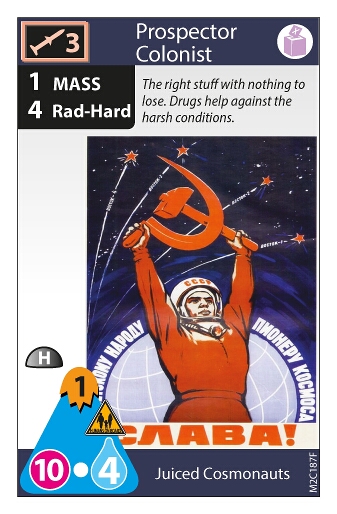 3
Prospector
Colonist
1 MASS
4 Rad-Hard
The right stuff with nothing to
lose. Drugs help against the
harsh conditions.
СССР
ПИОНЕРУ КОСМОСА
НАРОДУ
СЛАВА!
H
1
10 • 4
Juiced Cosmonauts
M2C187F